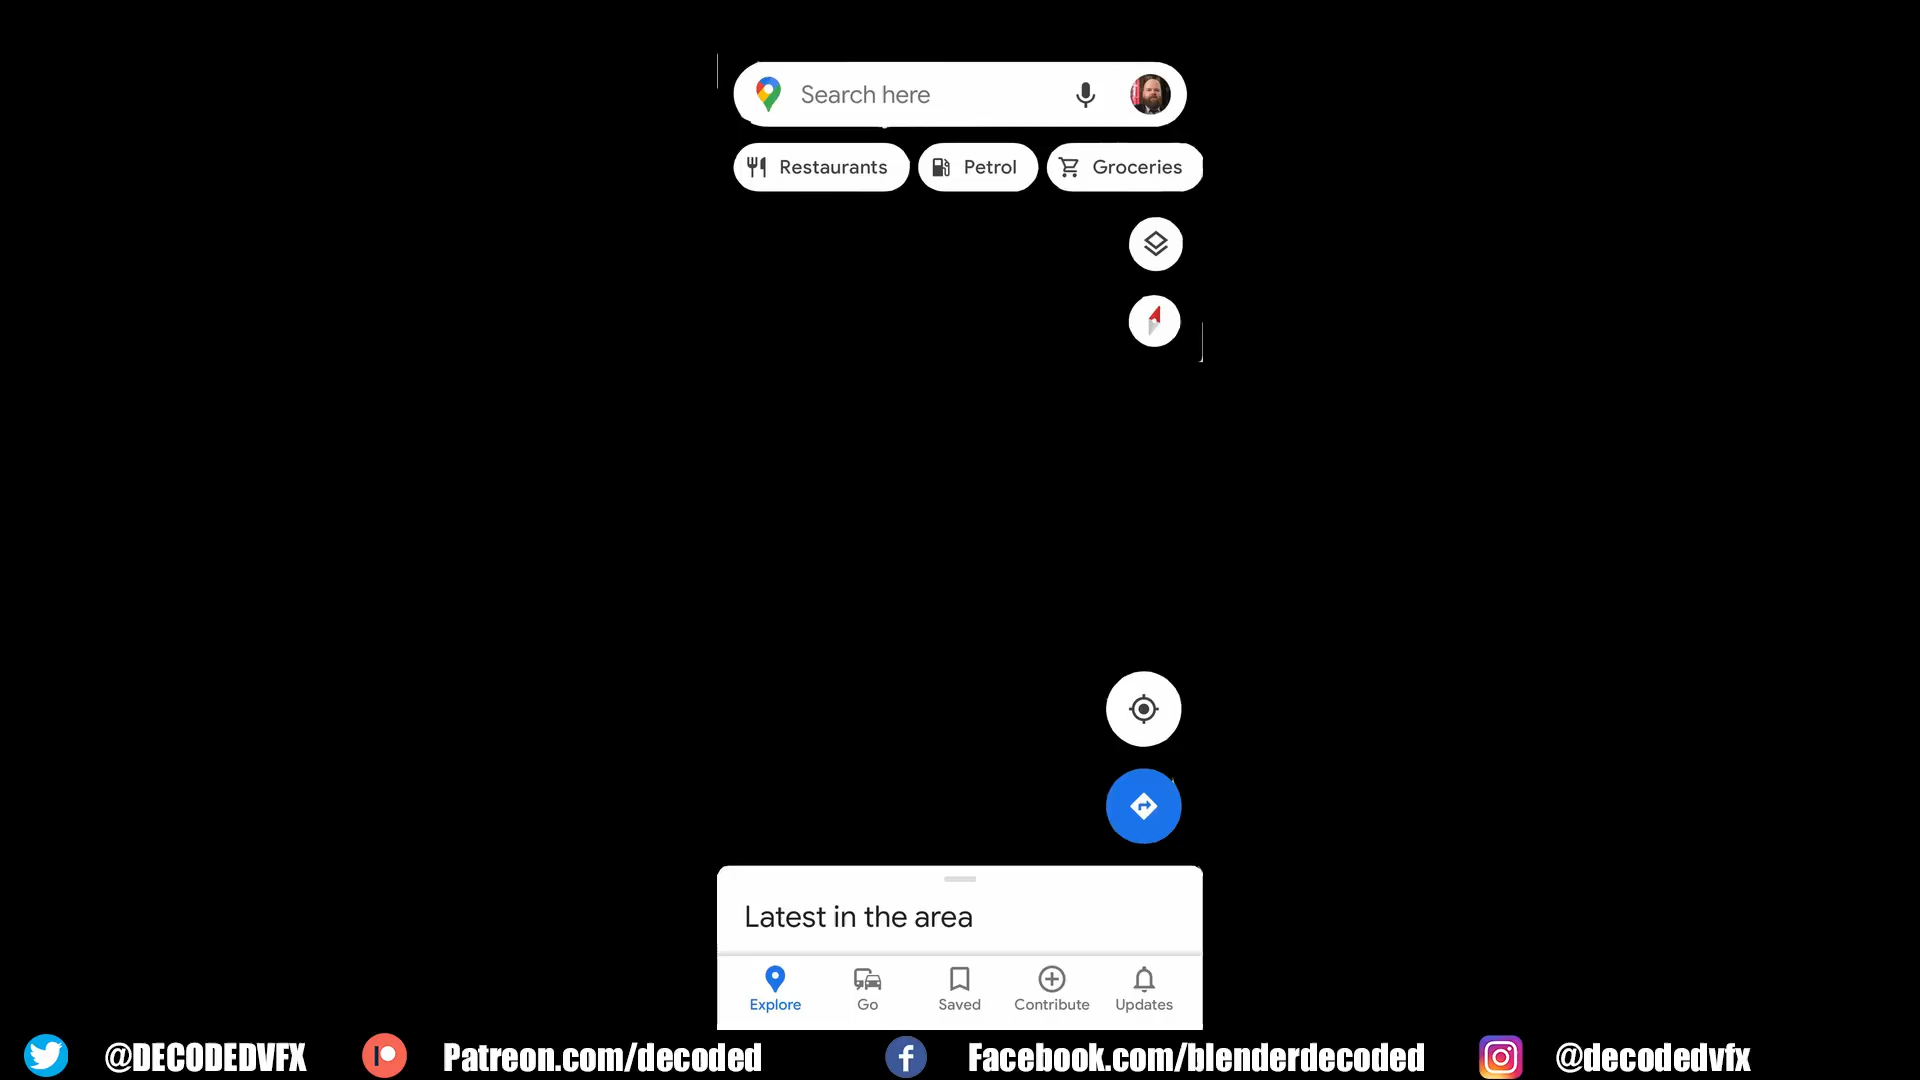 Search here
Restaurants Petrol Groceries
Latest in the area
Explore Go Saved Contribute Updates
@DECODEDVFX Patreon.com/decoded Facebook.com/blenderdecoded @decodedvfx